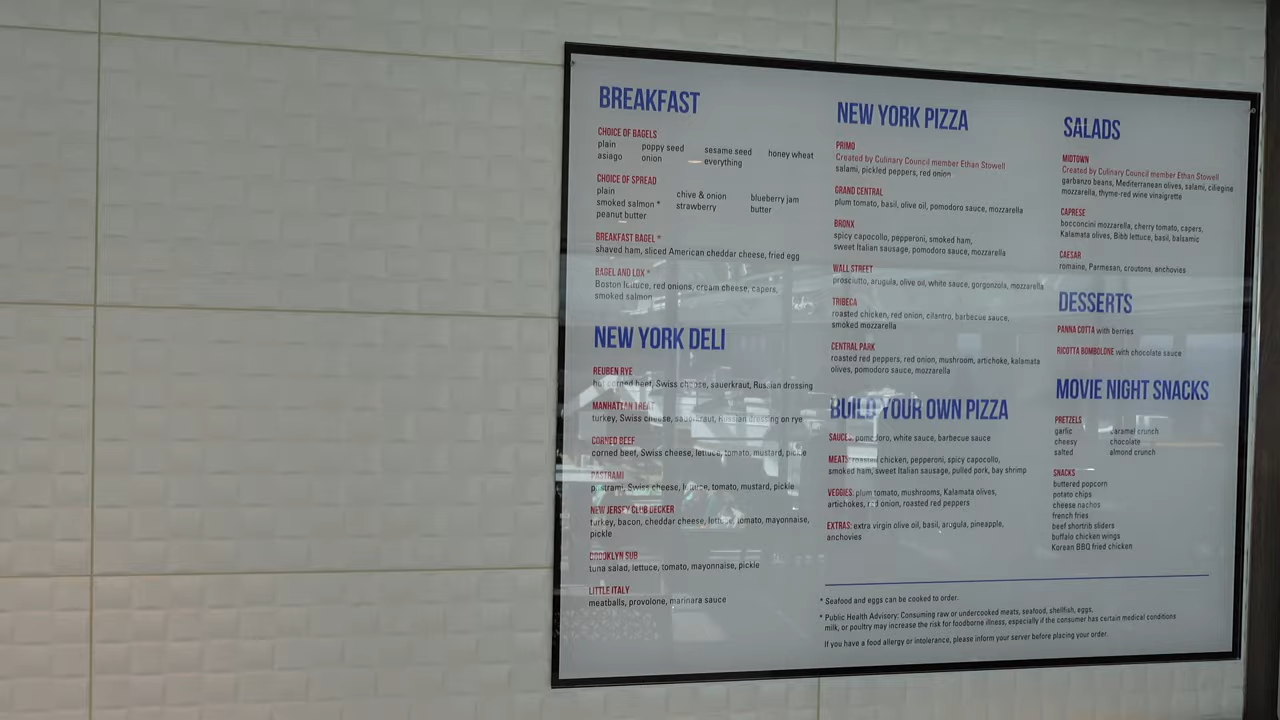 BREAKFAST
CHOICE OF BAGELS
plain poppy seed sesame seed honey wheat
asiago onion everything
CHOICE OF SPREAD
plain chive & onion blueberry jam
smoked salmon * strawberry butter
peanut butter
BREAKFAST BAGEL *
shaved ham, sliced American cheddar cheese, fried egg
BAGEL AND LOX *
Boston lettuce, red onions, cream cheese, capers,
smoked salmon
NEW YORK DELI
REUBEN RYE
hot corned beef, Swiss cheese, sauerkraut, Russian dressing
MANHATTAN TREAT
turkey, Swiss cheese, sauerkraut, Russian dressing on rye
CORNED BEEF
corned beef, Swiss cheese, lettuce, tomato, mustard, pickle
PASTRAMI
pastrami, Swiss cheese, lettuce, tomato, mustard, pickle
NEW JERSEY CLUB DECKER
turkey, bacon, cheddar cheese, lettuce, tomato, mayonnaise,
pickle
BROOKLYN SUB
tuna salad, lettuce, tomato, mayonnaise, pickle
LITTLE ITALY
meatballs, provolone, marinara sauce
NEW YORK PIZZA
PRIMO
Created by Culinary Council member Ethan Stowell
salami, pickled peppers, red onion
GRAND CENTRAL
plum tomato, basil, olive oil, pomodoro sauce, mozzarella
BRONX
spicy capocollo, pepperoni, smoked ham,
sweet Italian sausage, pomodoro sauce, mozzarella
WALL STREET
prosciutto, arugula, olive oil, white sauce, gorgonzola, mozzarella
TRIBECA
roasted chicken, red onion, cilantro, barbecue sauce,
smoked mozzarella
CENTRAL PARK
roasted red peppers, red onion, mushroom, artichoke, kalamata
olives, pomodoro sauce, mozzarella
BUILD YOUR OWN PIZZA
SAUCE: pomodoro, white sauce, barbecue sauce
MEATS: roasted chicken, pepperoni, spicy capocollo,
smoked ham, sweet Italian sausage, pulled pork, bay shrimp
VEGGIES: plum tomato, mushrooms, Kalamata olives,
artichokes, red onion, roasted red peppers
EXTRAS: extra virgin olive oil, basil, arugula, pineapple,
anchovies
SALADS
MIDTOWN
Created by Culinary Council member Ethan Stowell
garbanzo beans, Mediterranean olives, salami, ciliegine
mozzarella, thyme-red wine vinaigrette
CAPRESE
bocconcini mozzarella, cherry tomato, capers,
Kalamata olives, Bibb lettuce, basil, balsamic
CAESAR
romaine, Parmesan, croutons, anchovies
DESSERTS
PANNA COTTA with berries
RICOTTA BOMBOLONE with chocolate sauce
MOVIE NIGHT SNACKS
PRETZELS
garlic caramel crunch
cheesy chocolate
salted almond crunch
SNACKS
buttered popcorn
potato chips
cheese nachos
french fries
beef shortrib sliders
buffalo chicken wings
Korean BBQ fried chicken
* Seafood and eggs can be cooked to order.
* Public Health Advisory: Consuming raw or undercooked meats, seafood, shellfish, eggs,
milk, or poultry may increase the risk for foodborne illness, especially if the consumer has certain medical conditions
If you have a food allergy or intolerance, please inform your server before placing your order.